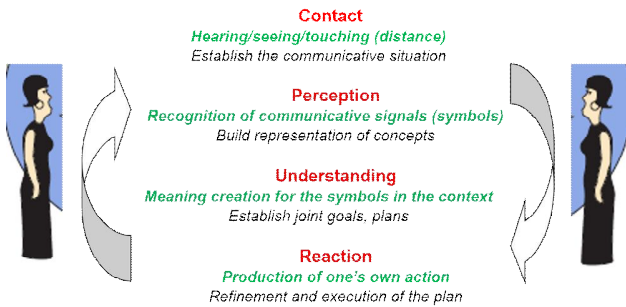 Contact
Hearing/seeing/touching (distance)
Establish the communicative situation
Perception
Recognition of communicative signals (symbols)
Build representation of concepts
Understanding
Meaning creation for the symbols in the context
Establish joint goals, plans
Reaction
Production of one's own action
Refinement and execution of the plan